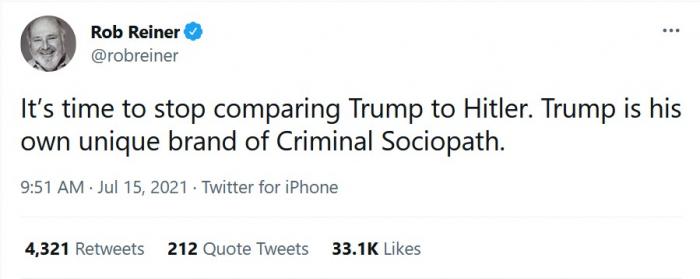 Rob Reiner
@robreiner
It’s time to stop comparing Trump to Hitler. Trump is his
own unique brand of Criminal Sociopath.
9:51 AM · Jul 15, 2021 · Twitter for iPhone
4,321 Retweets 212 Quote Tweets 33.1K Likes